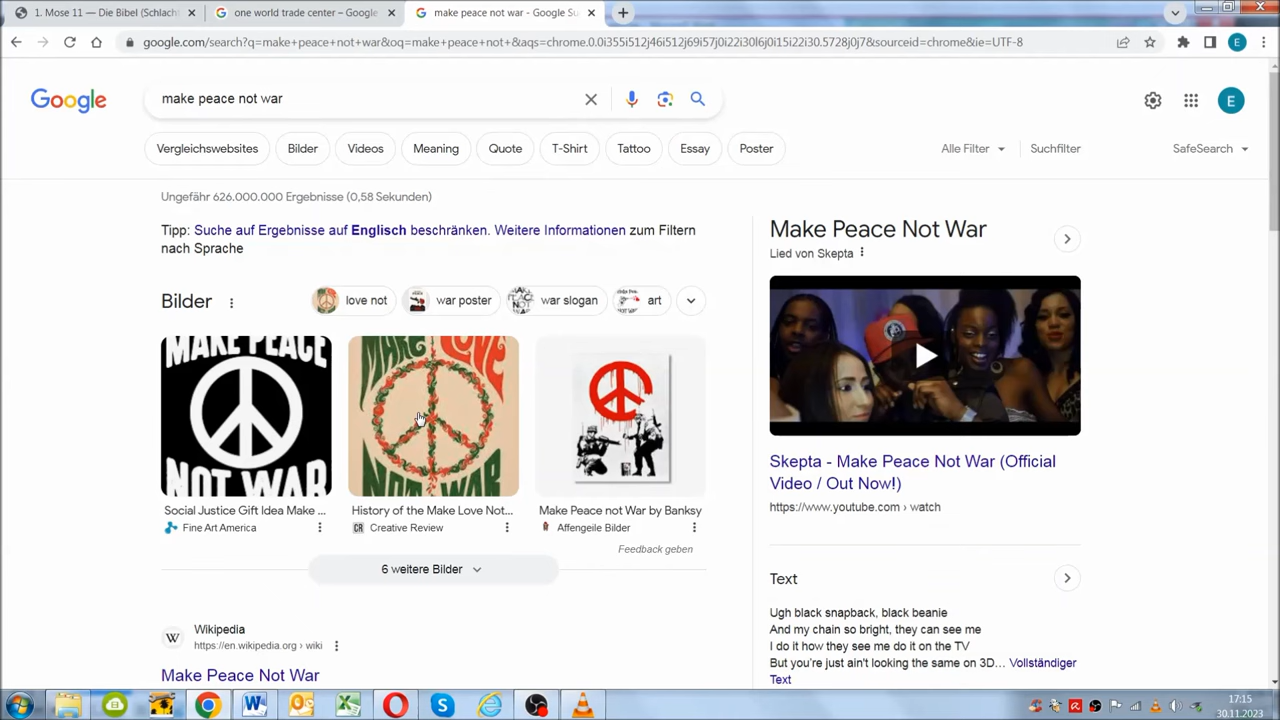 1. Mose 11 — Die Bibel (Schlacht
one world trade center – Google
make peace not war - Google Su
google.com/search?q=make+peace+not+war&oq=make+peace+not+&aqs=chrome.0.0i355i512j46i512j69i57j0i22i30l6j0i15i22i30.5728j0j7&sourceid=chrome&ie=UTF-8
E
Google
make peace not war
E
Vergleichswebsites
Bilder
Videos
Meaning
Quote
T-Shirt
Tattoo
Essay
Poster
Alle Filter
Suchfilter
SafeSearch
Ungefähr 626.000.000 Ergebnisse (0,58 Sekunden)
Tipp: Suche auf Ergebnisse auf Englisch beschränken. Weitere Informationen zum Filtern
nach Sprache
Bilder
love not
war poster
war slogan
art
MAKE PEACE
NOT WAR
MAKE LOVE
NOT WAR
Social Justice Gift Idea Make ...
Fine Art America
History of the Make Love Not...
CR Creative Review
Make Peace not War by Banksy
Affengeile Bilder
Feedback geben
6 weitere Bilder
W
Wikipedia
https://en.wikipedia.org › wiki
Make Peace Not War
Make Peace Not War
Lied von Skepta
Skepta - Make Peace Not War (Official
Video / Out Now!)
https://www.youtube.com › watch
Text
Ugh black snapback, black beanie
And my chain so bright, they can see me
I do it how they see me do it on the TV
But you're just ain't looking the same on 3D… Vollständiger
Text
17:15
30.11.2023